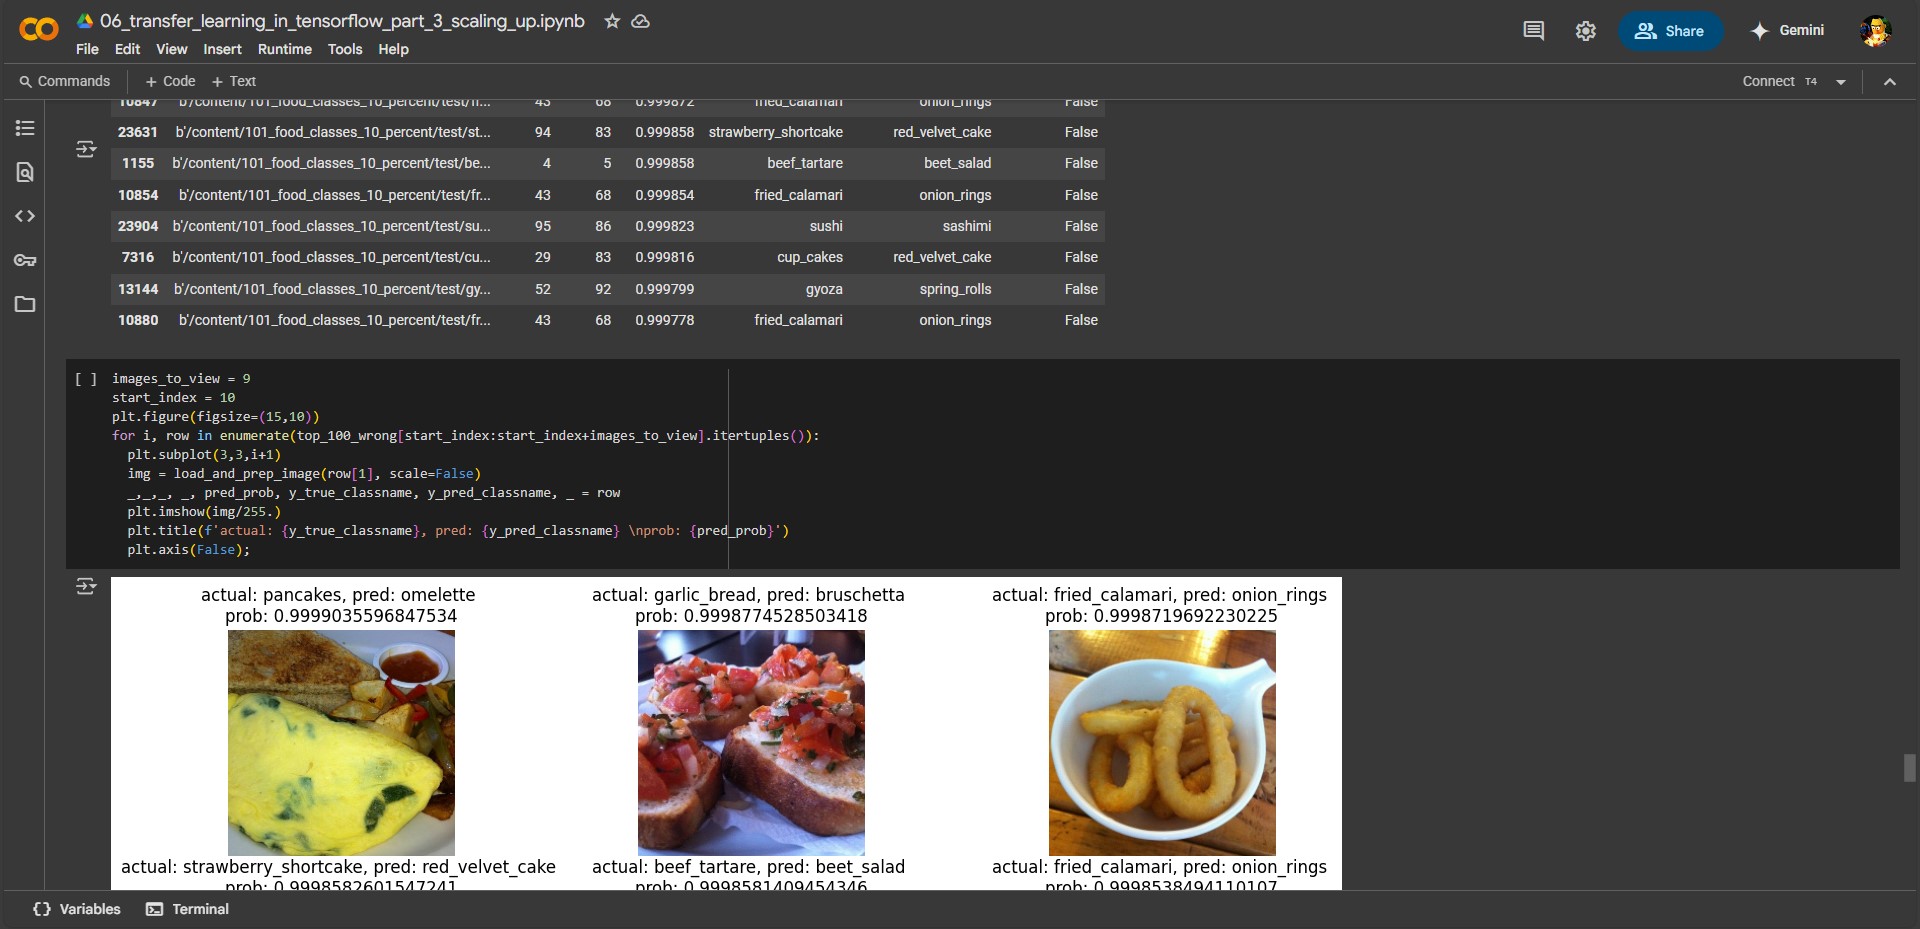 06_transfer_learning_in_tensorflow_part_3_scaling_up.ipynb
File Edit View Insert Runtime Tools Help
Share
Gemini
Commands + Code + Text
Connect T4
10847 b'/content/101_food_classes_10_percent/test/fr... 43 68 0.999872 fried_calamari onion_rings False
23631 b'/content/101_food_classes_10_percent/test/st... 94 83 0.999858 strawberry_shortcake red_velvet_cake False
1155 b'/content/101_food_classes_10_percent/test/be... 4 5 0.999858 beef_tartare beet_salad False
10854 b'/content/101_food_classes_10_percent/test/fr... 43 68 0.999854 fried_calamari onion_rings False
23904 b'/content/101_food_classes_10_percent/test/su... 95 86 0.999823 sushi sashimi False
7316 b'/content/101_food_classes_10_percent/test/cu... 29 83 0.999816 cup_cakes red_velvet_cake False
13144 b'/content/101_food_classes_10_percent/test/gy... 52 92 0.999799 gyoza spring_rolls False
10880 b'/content/101_food_classes_10_percent/test/fr... 43 68 0.999778 fried_calamari onion_rings False
[ ] images_to_view = 9
start_index = 10
plt.figure(figsize=(15,10))
for i, row in enumerate(top_100_wrong[start_index:start_index+images_to_view].itertuples()):
plt.subplot(3,3,i+1)
img = load_and_prep_image(row[1], scale=False)
_,_,_, _, pred_prob, y_true_classname, y_pred_classname, _ = row
plt.imshow(img/255.)
plt.title(f'actual: {y_true_classname}, pred: {y_pred_classname} \nprob: {pred_prob}')
plt.axis(False);
actual: pancakes, pred: omelette
prob: 0.9999035596847534
actual: garlic_bread, pred: bruschetta
prob: 0.9998774528503418
actual: fried_calamari, pred: onion_rings
prob: 0.9998719692230225
actual: strawberry_shortcake, pred: red_velvet_cake
prob: 0.9998582601547241
actual: beef_tartare, pred: beet_salad
prob: 0.9998581409454346
actual: fried_calamari, pred: onion_rings
prob: 0.9998538494110107
Variables Terminal